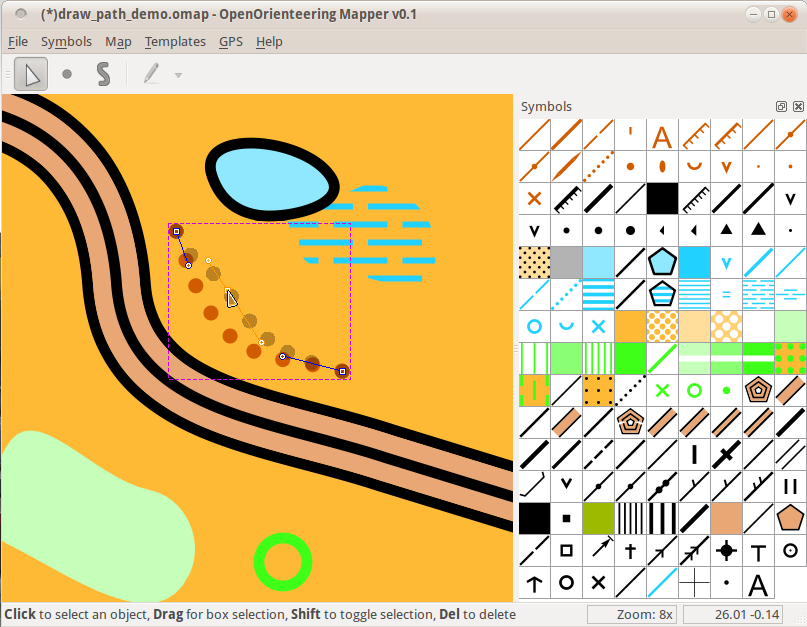 (*)draw_path_demo.omap - OpenOrienteering Mapper v0.1
File Symbols Map Templates GPS Help
Symbols
A
A
Click to select an object, Drag for box selection, Shift to toggle selection, Del to delete
Zoom: 8x
26.01 -0.14